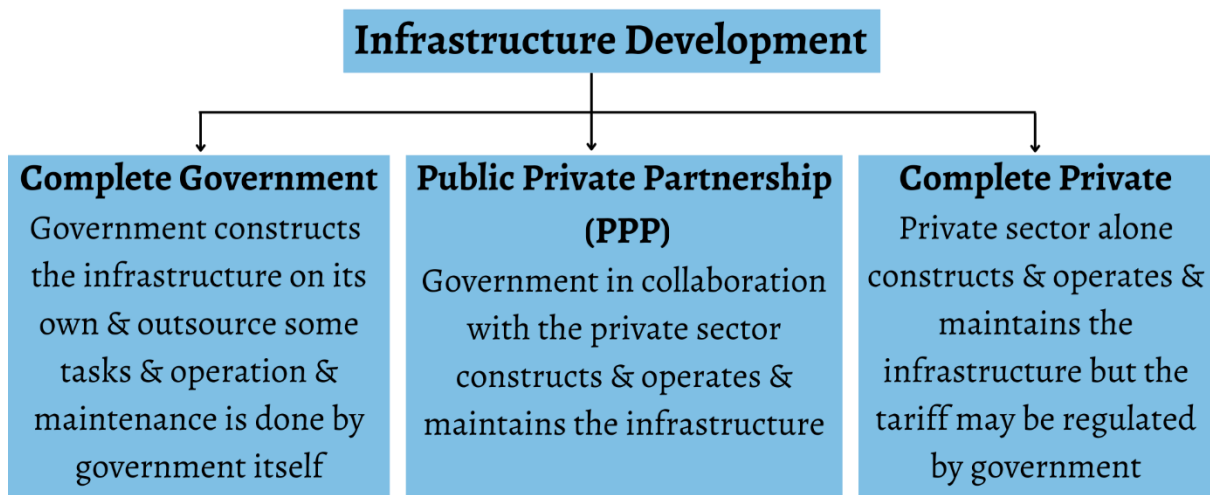 Infrastructure Development
Complete Government
Government constructs
the infrastructure on its
own & outsource some
tasks & operation &
maintenance is done by
government itself
Public Private Partnership
(PPP)
Government in collaboration
with the private sector
constructs & operates &
maintains the infrastructure
Complete Private
Private sector alone
constructs & operates &
maintains the
infrastructure but the
tariff may be regulated
by government